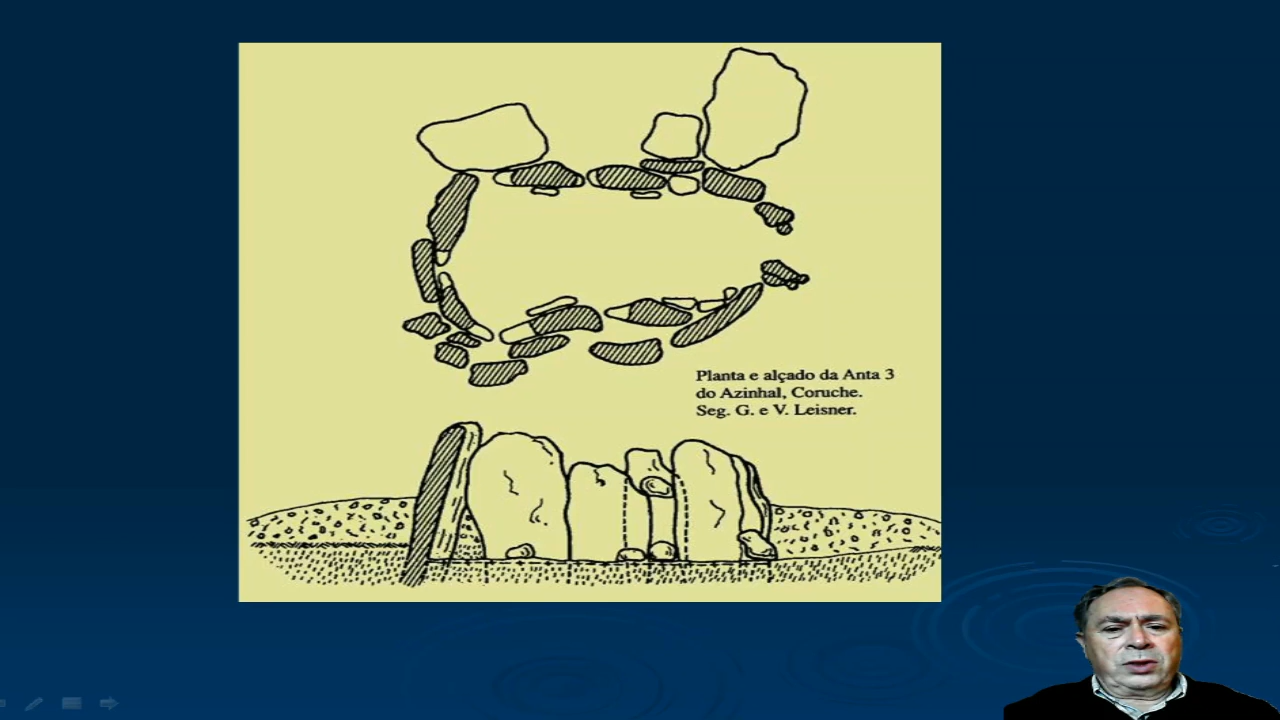 Planta e alçado da Anta 3
do Azinhal, Coruche.
Seg. G. e V. Leisner.